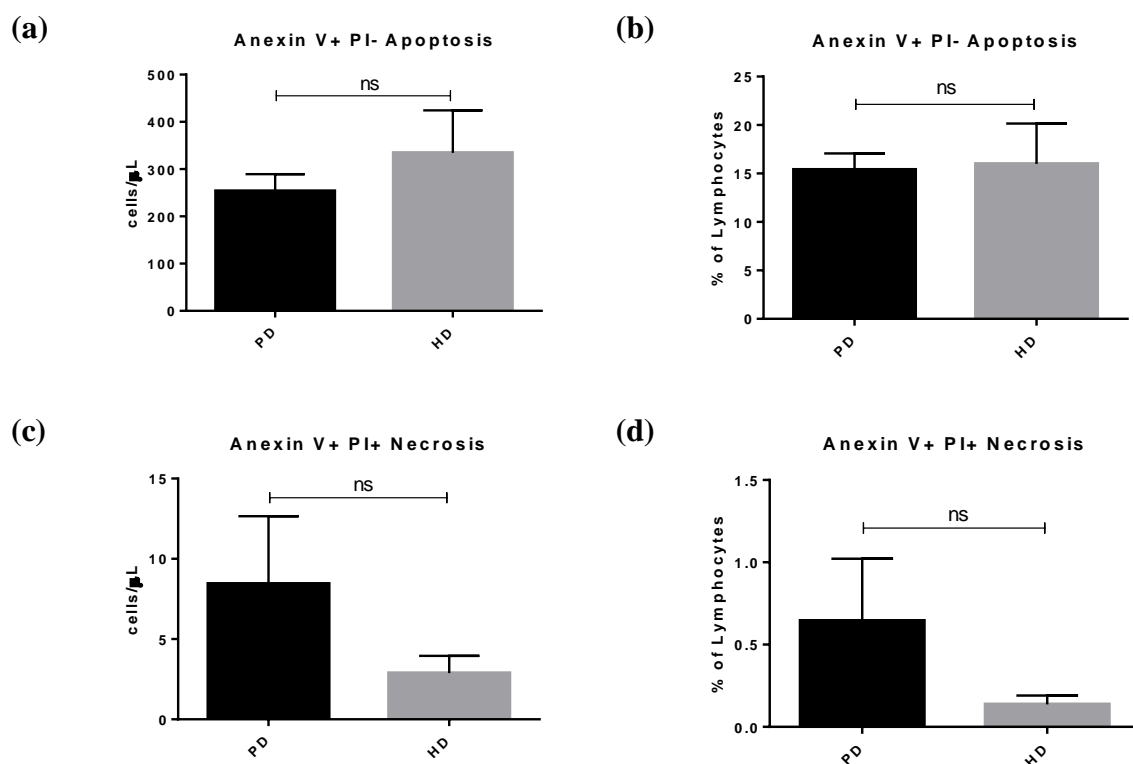 (a)
Anexin V+ PI- Apoptosis
500
400
300
200
100
0
cells/µL
ns
PD
HD
(b)
Anexin V+ PI- Apoptosis
25
20
15
10
5
0
% of Lymphocytes
ns
PD
HD
(c)
Anexin V+ PI+ Necrosis
15
10
5
0
cells/µL
ns
PD
HD
(d)
Anexin V+ PI+ Necrosis
1.5
1.0
0.5
0.0
% of Lymphocytes
ns
PD
HD